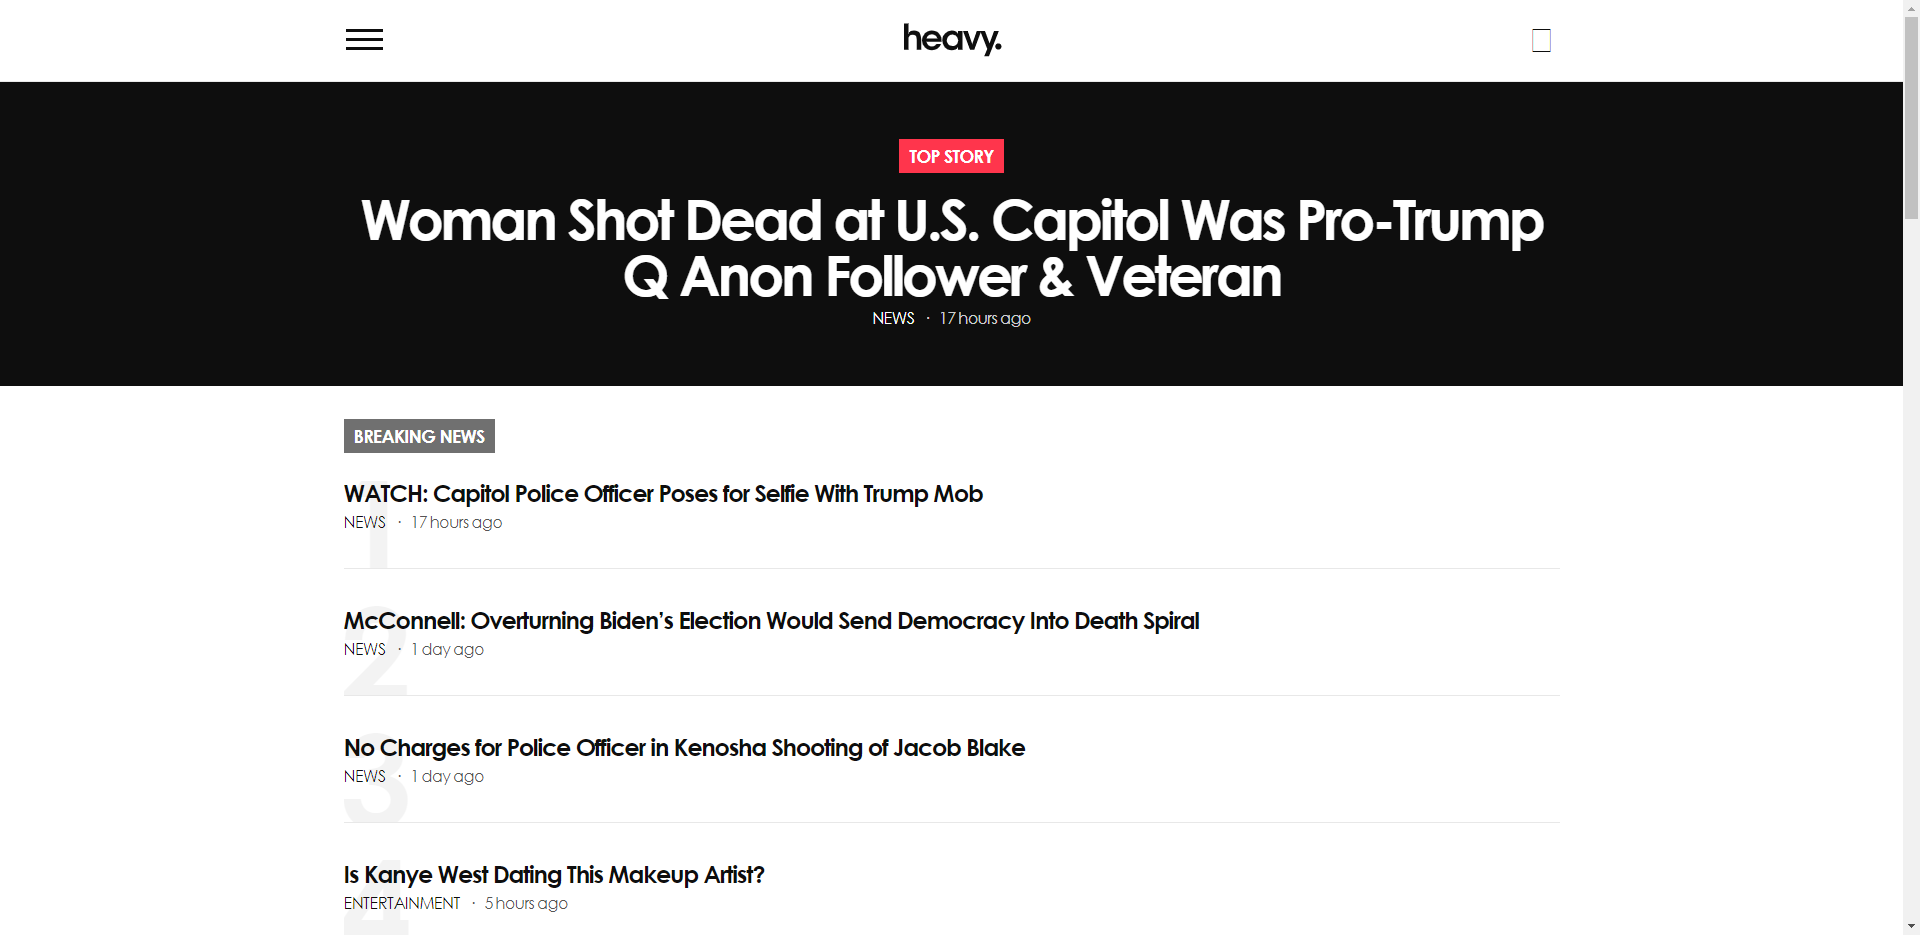 heavy.
TOP STORY
Woman Shot Dead at U.S. Capitol Was Pro-Trump
Q Anon Follower & Veteran
NEWS · 17 hours ago
BREAKING NEWS
1
WATCH: Capitol Police Officer Poses for Selfie With Trump Mob
NEWS · 17 hours ago
2
McConnell: Overturning Biden’s Election Would Send Democracy Into Death Spiral
NEWS · 1 day ago
3
No Charges for Police Officer in Kenosha Shooting of Jacob Blake
NEWS · 1 day ago
4
Is Kanye West Dating This Makeup Artist?
ENTERTAINMENT · 5 hours ago